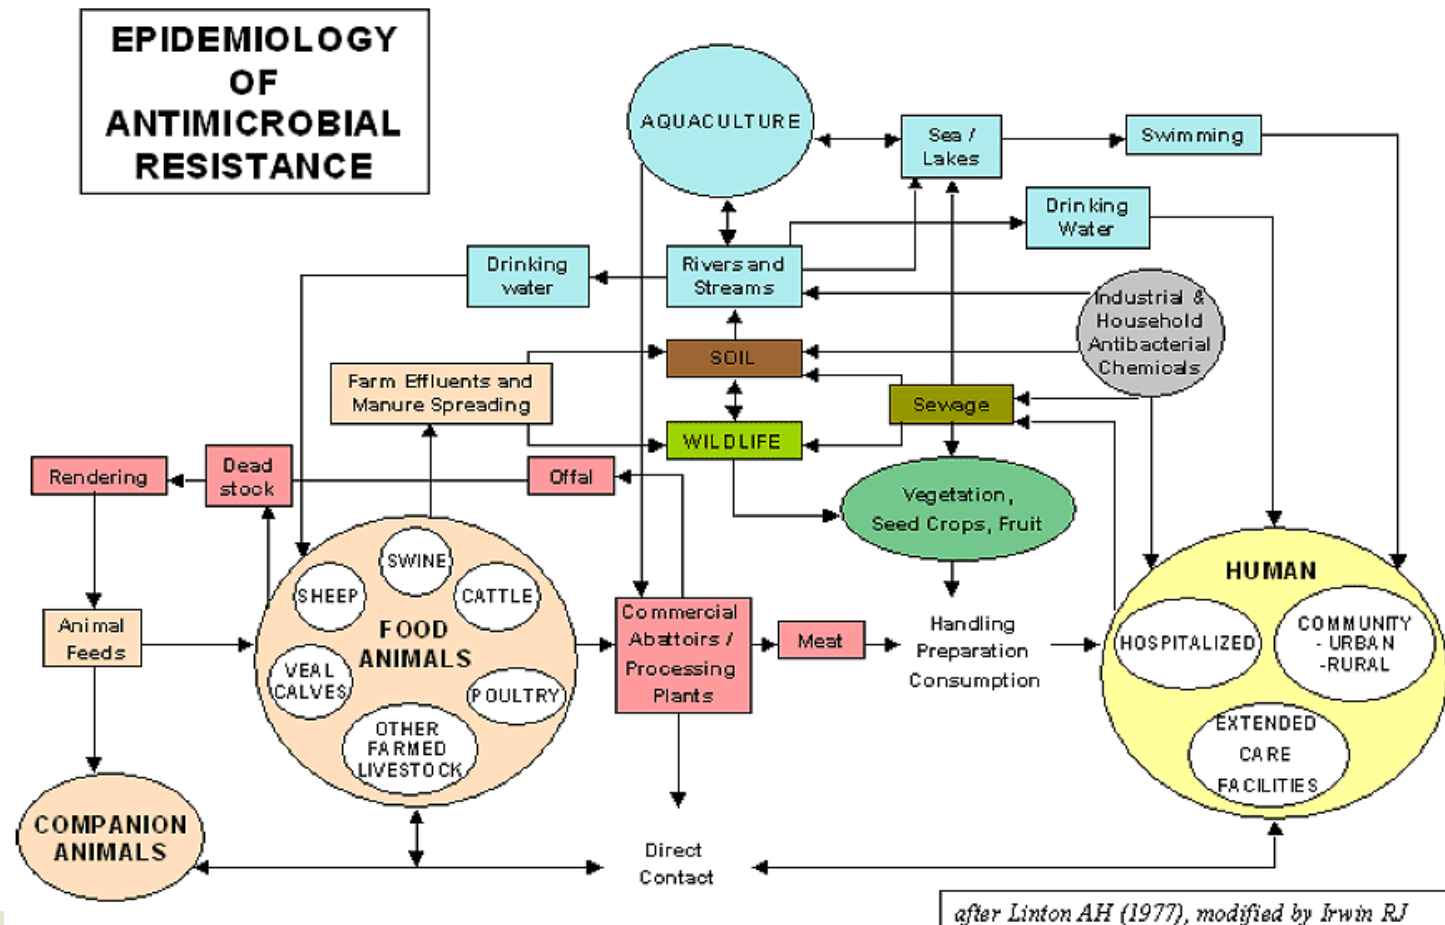 EPIDEMIOLOGY
OF
ANTIMICROBIAL
RESISTANCE
AQUACULTURE
Sea /
Lakes
Swimming
Drinking
Water
Drinking
water
Rivers and
Streams
Industrial &
Household
Antibacterial
Chemicals
SOIL
Farm Effluents and
Manure Spreading
Sewage
WILDLIFE
Rendering
Dead
stock
Offal
Vegetation,
Seed Crops, Fruit
SWINE
SHEEP
CATTLE
FOOD
ANIMALS
VEAL
CALVES
POULTRY
OTHER
FARMED
LIVESTOCK
Animal
Feeds
Commercial
Abattoirs /
Processing
Plants
Meat
Handling
Preparation
Consumption
HUMAN
HOSPITALIZED
COMMUNITY
- URBAN
-RURAL
EXTENDED
CARE
FACILITIES
COMPANION
ANIMALS
Direct
Contact
after Linton AH (1977), modified by Irwin RJ